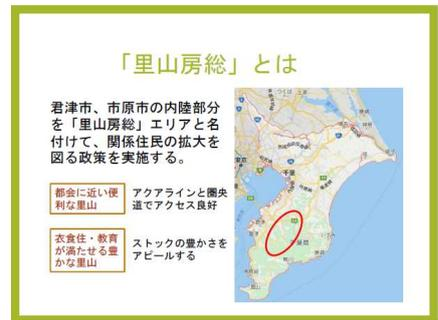 「里山房総」とは
君津市、市原市の内陸部分
を「里山房総」エリアと名
付けて、関係住民の拡大を
図る政策を実施する。
都会に近い便
利な里山
アクアラインと圏央
道でアクセス良好
衣食住・教育
が満たせる豊
かな里山
ストックの豊かさを
アピールする
千葉